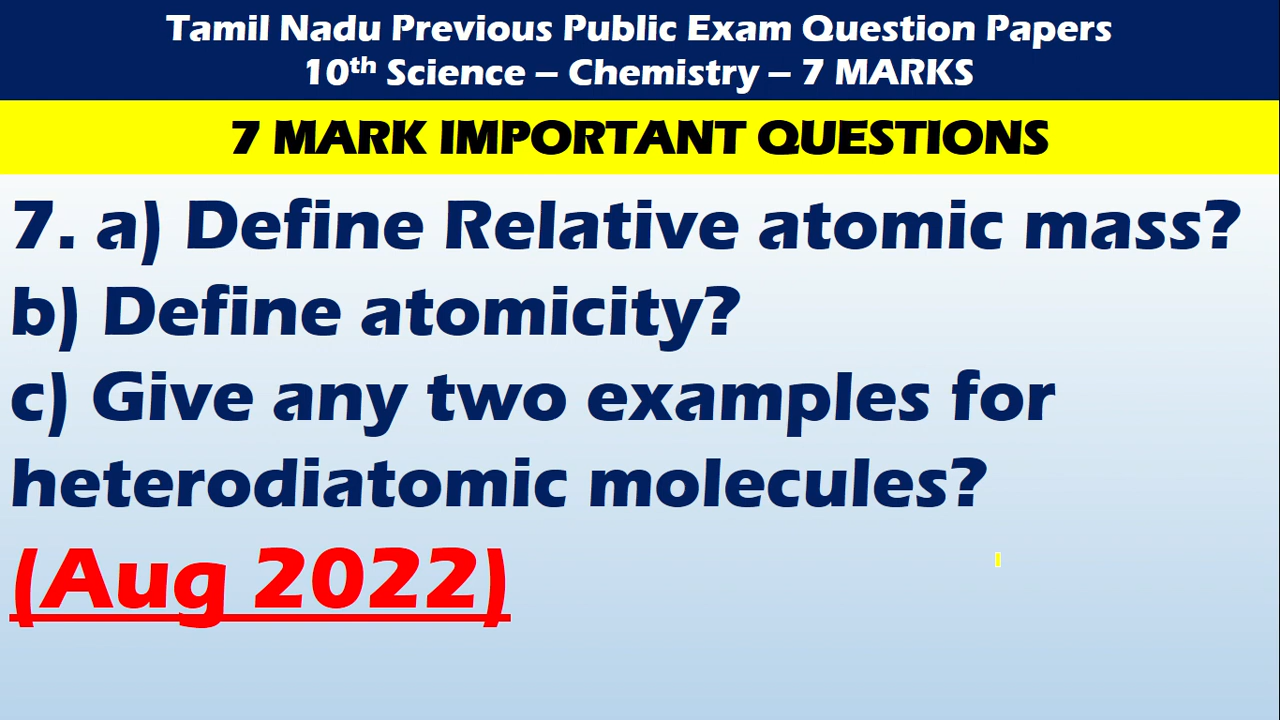 Tamil Nadu Previous Public Exam Question Papers
10th Science – Chemistry – 7 MARKS
7 MARK IMPORTANT QUESTIONS
7. a) Define Relative atomic mass?
b) Define atomicity?
c) Give any two examples for
heterodiatomic molecules?
(Aug 2022)